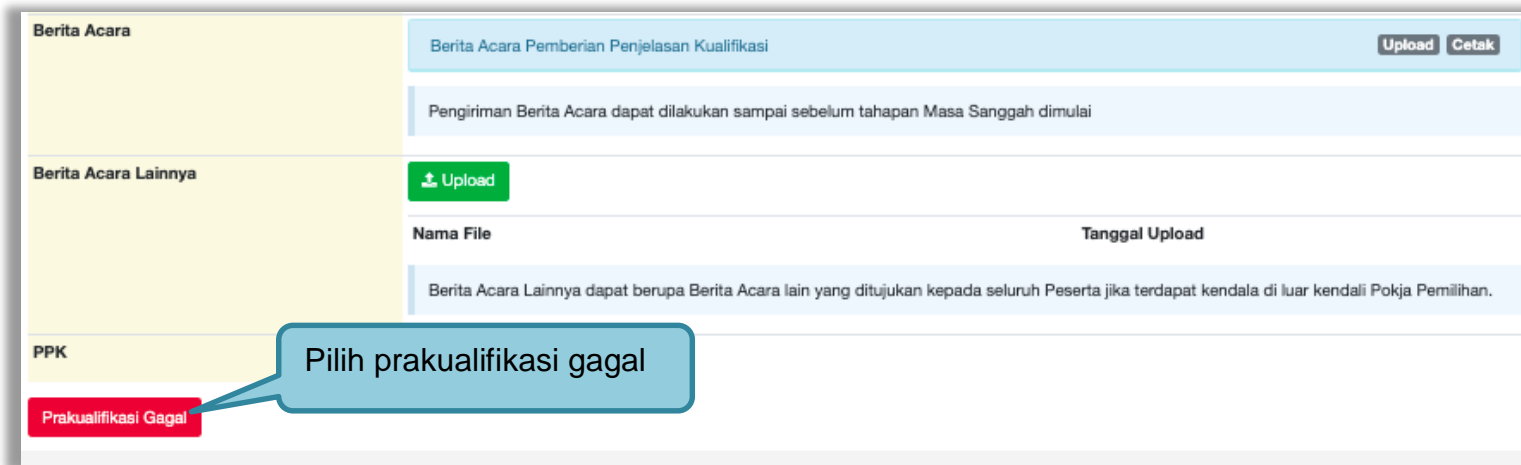 Berita Acara
Berita Acara Pemberian Penjelasan Kualifikasi
Upload Cetak
Pengiriman Berita Acara dapat dilakukan sampai sebelum tahapan Masa Sanggah dimulai
Berita Acara Lainnya
Upload
Nama File Tanggal Upload
Berita Acara Lainnya dapat berupa Berita Acara lain yang ditujukan kepada seluruh Peserta jika terdapat kendala di luar kendali Pokja Pemilihan.
PPK
Pilih prakualifikasi gagal
Prakualifikasi Gagal